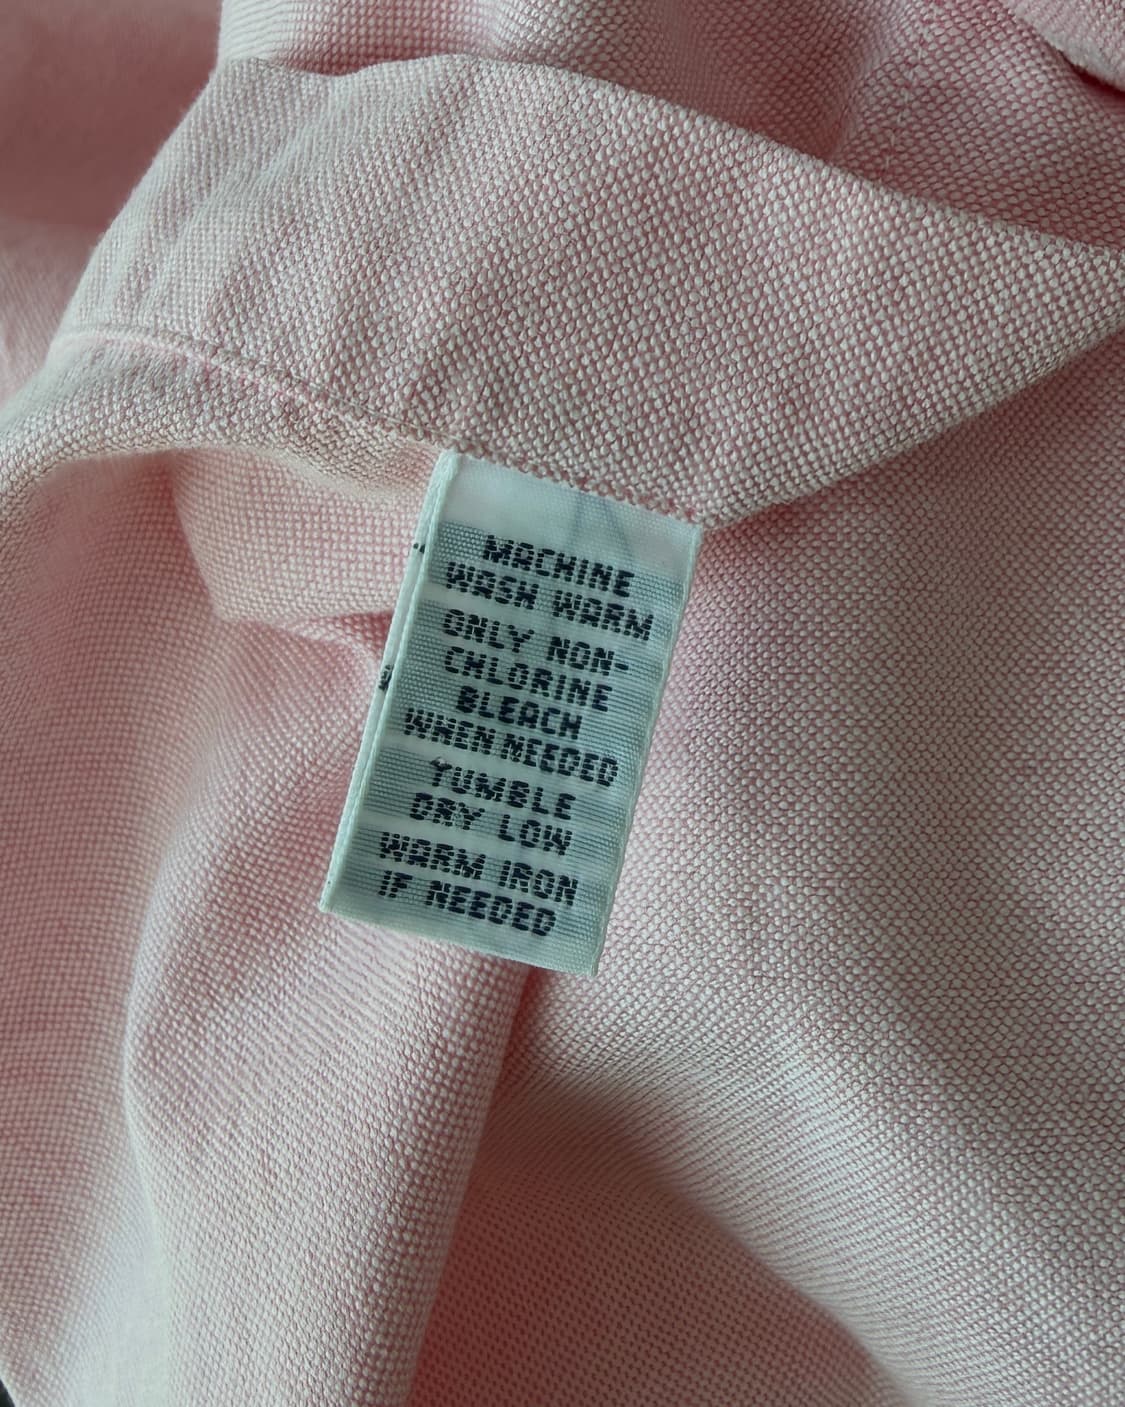 MACHINE
WASH WARM
ONLY NON-
CHLORINE
BLEACH
WHEN NEEDED
TUMBLE
DRY LOW
WARM IRON
IF NEEDED